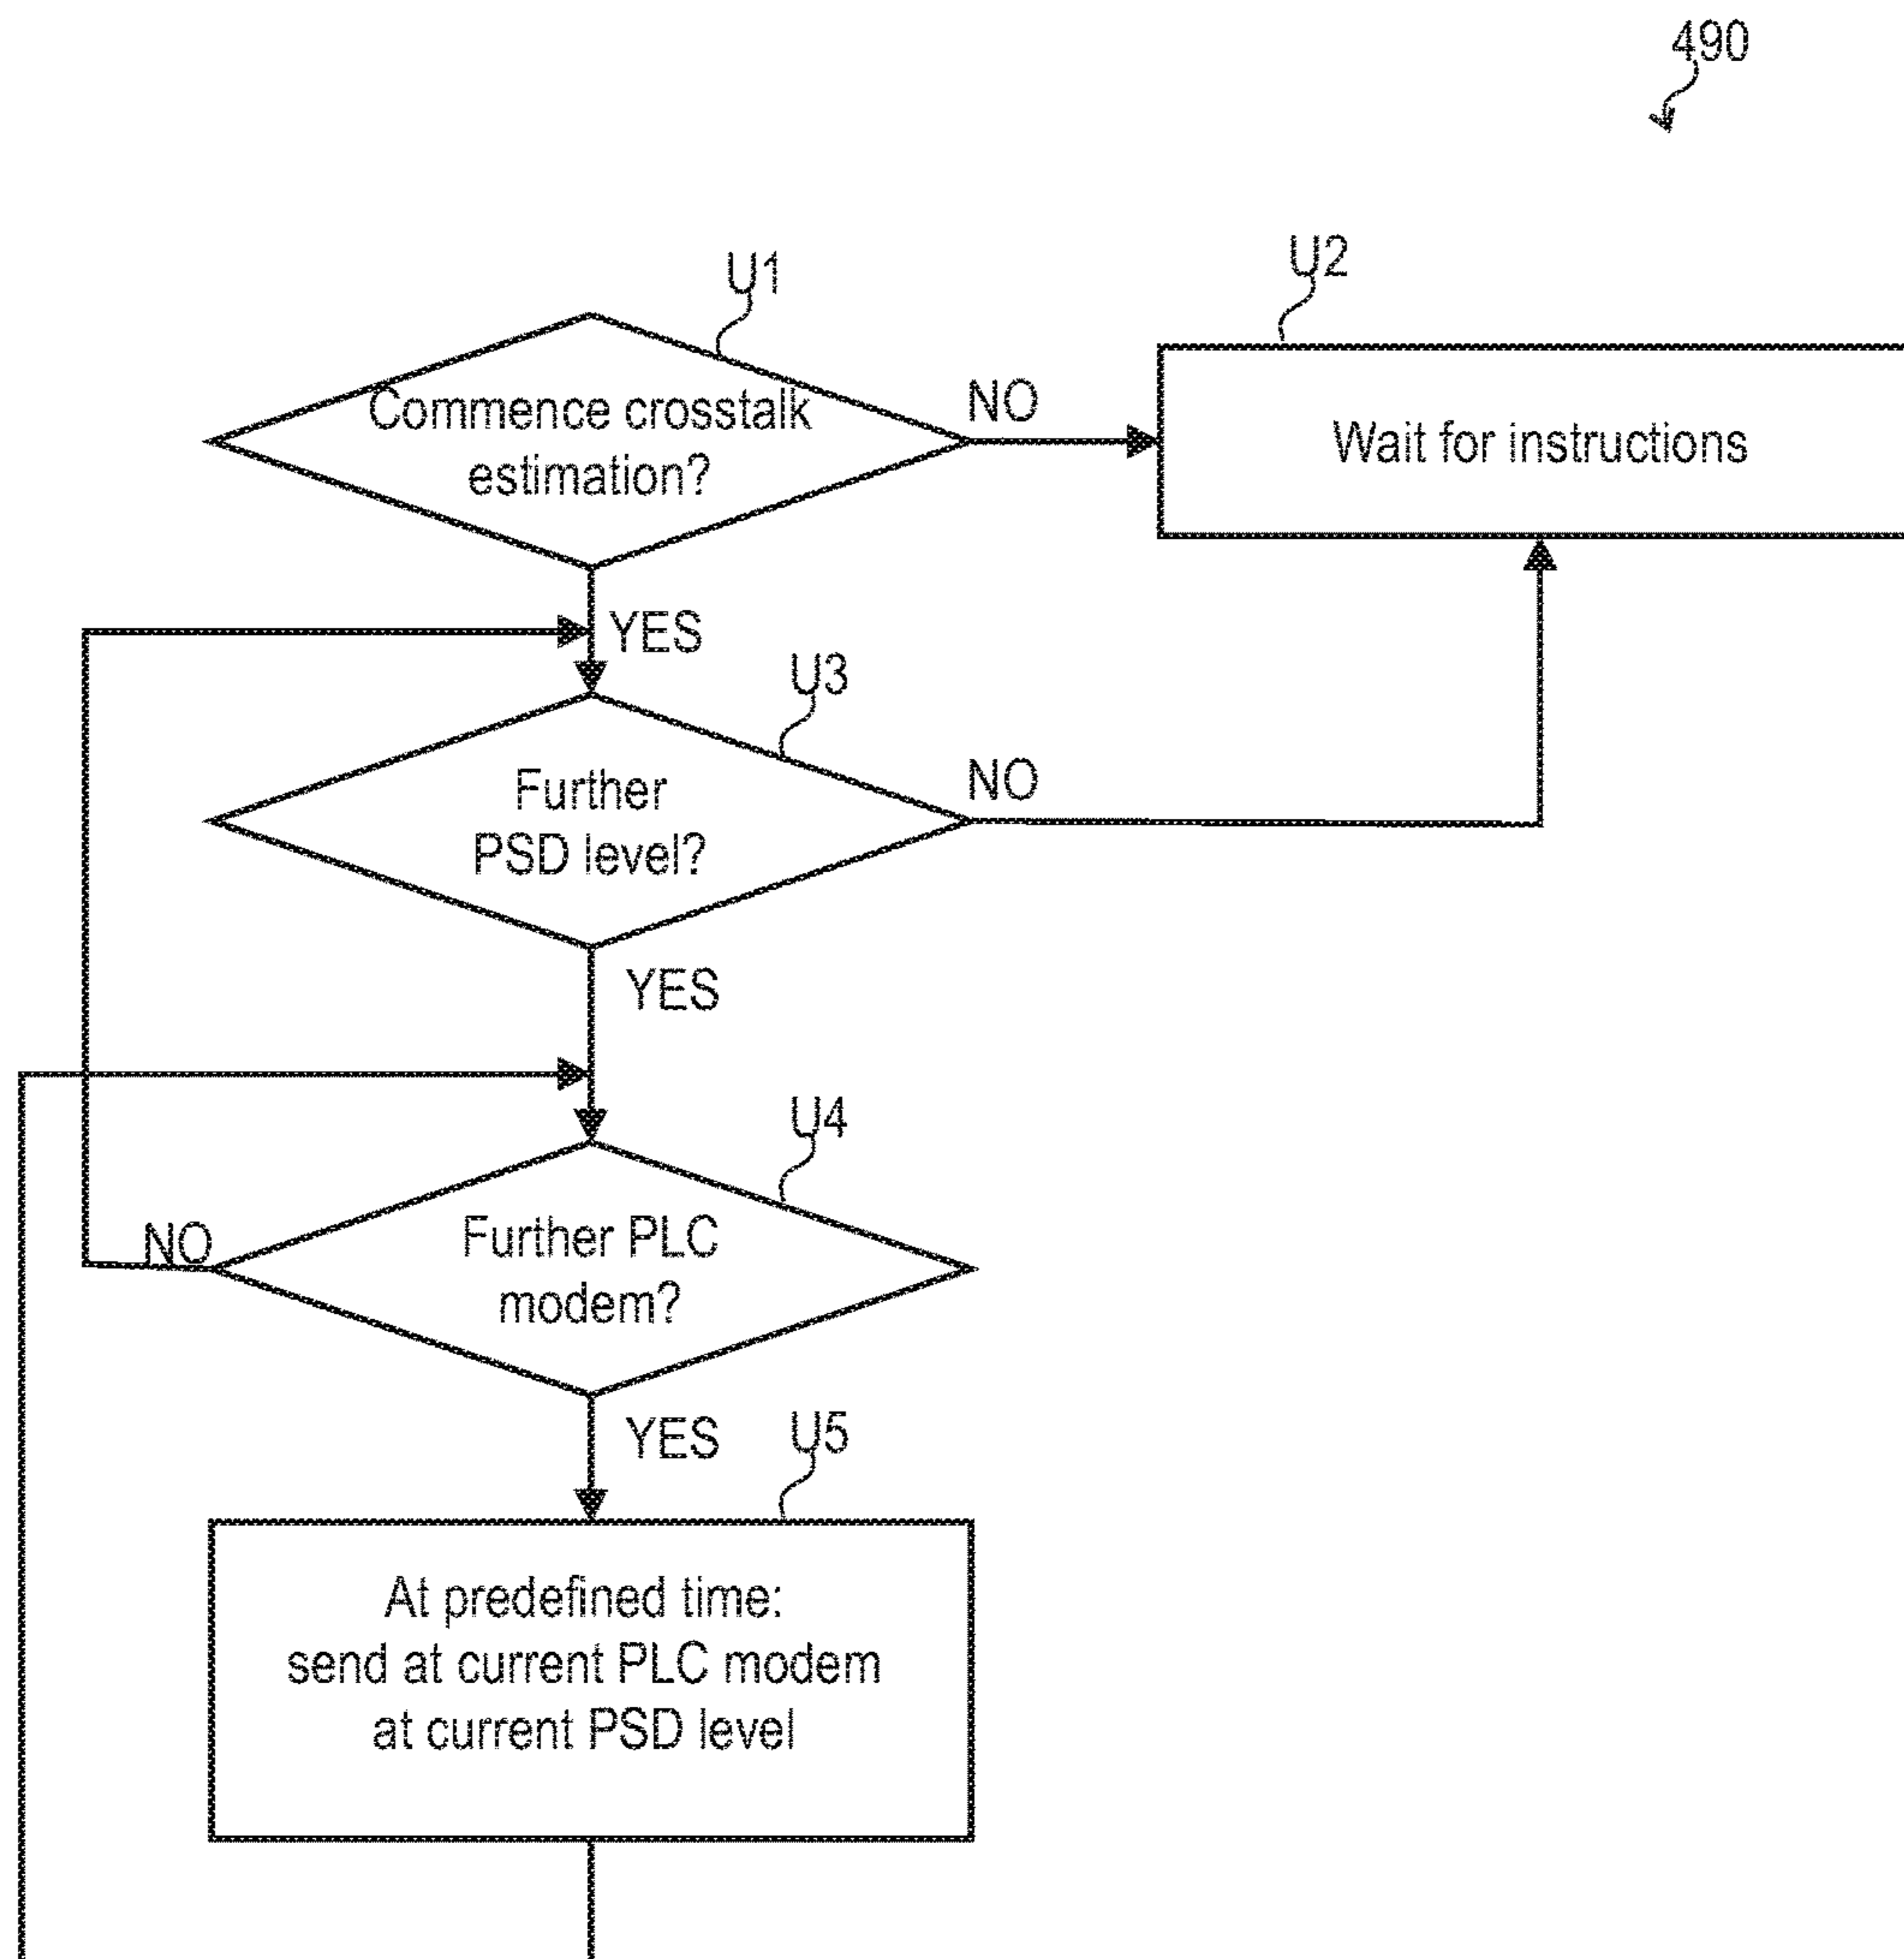 490
U1
U2
Commence crosstalk
estimation?
NO
Wait for instructions
YES
U3
Further
PSD level?
NO
YES
U4
Further PLC
modem?
NO
YES
U5
At predefined time:
send at current PLC modem
at current PSD level